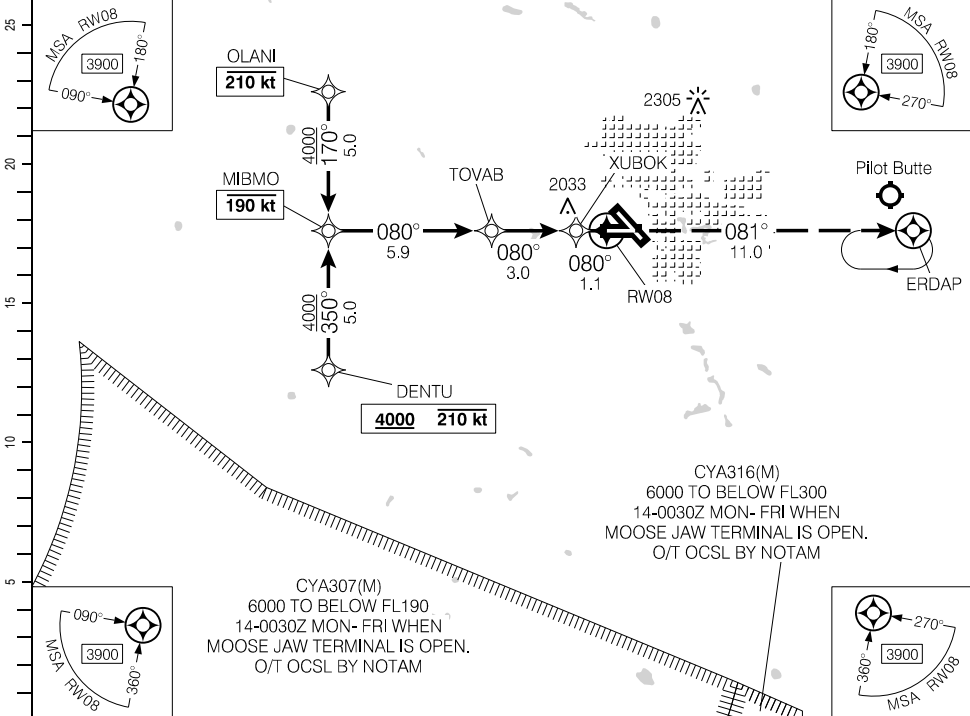 25
20
15
10
5
MSA RW08
3900
180°
090°
MSA RW08
180°
3900
270°
OLANI
210 kt
4000
170°
5.0
2305
XUBOK
TOVAB
2033
Pilot Butte
MIBMO
190 kt
080°
5.9
080°
3.0
080°
1.1
081°
11.0
RW08
ERDAP
4000
350°
5.0
DENTU
4000 210 kt
CYA316(M)
6000 TO BELOW FL300
14-0030Z MON- FRI WHEN
MOOSE JAW TERMINAL IS OPEN.
O/T OCSL BY NOTAM
CYA307(M)
6000 TO BELOW FL190
14-0030Z MON- FRI WHEN
MOOSE JAW TERMINAL IS OPEN.
O/T OCSL BY NOTAM
090°
3900
360°
MSA RW08
270°
3900
360°
MSA RW08